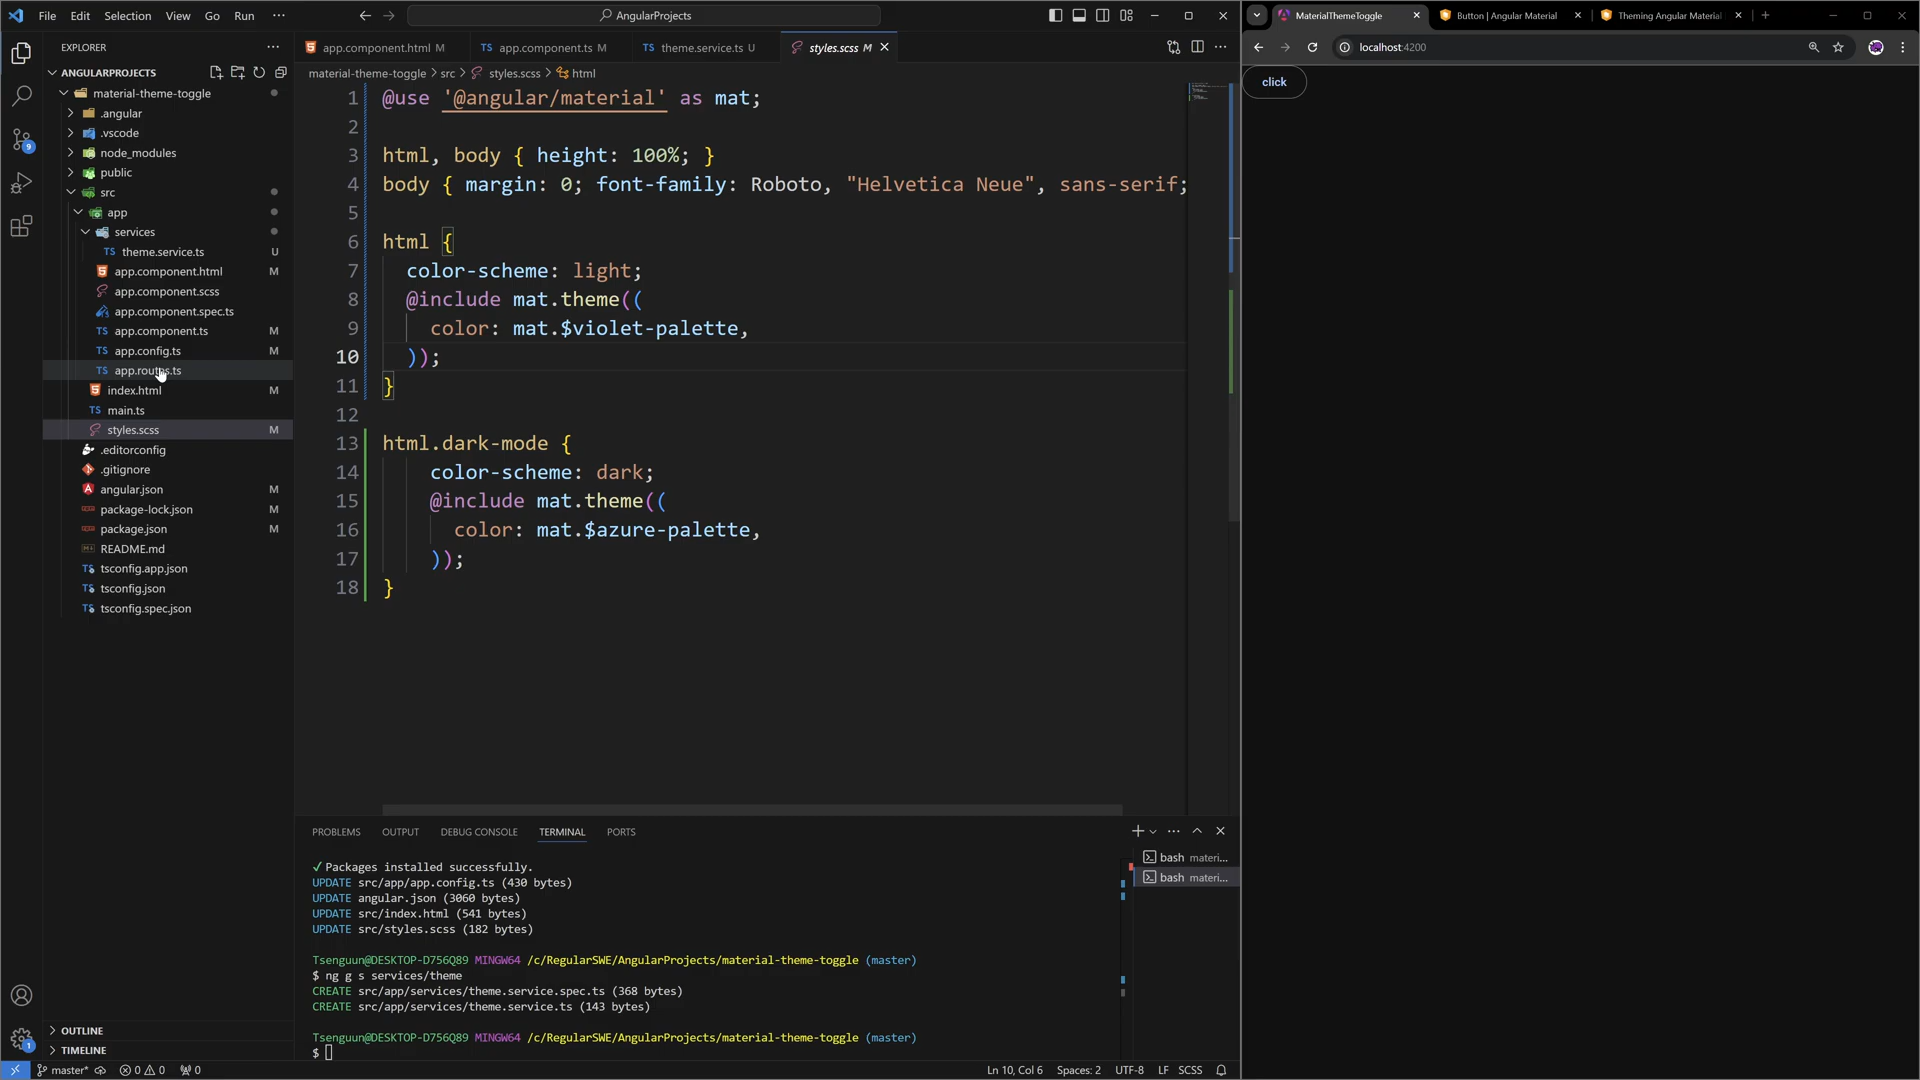 File Edit Selection View Go Run ···
AngularProjects
EXPLORER
ANGULARPROJECTS
material-theme-toggle
.angular
.vscode
node_modules
public
src
app
services
theme.service.ts U
app.component.html M
app.component.scss
app.component.spec.ts
app.component.ts M
app.config.ts M
app.routes.ts
index.html M
main.ts
styles.scss M
.editorconfig
.gitignore
angular.json M
package-lock.json M
package.json M
README.md
tsconfig.app.json
tsconfig.json
tsconfig.spec.json
OUTLINE
TIMELINE
app.component.html M
app.component.ts M
theme.service.ts U
styles.scss M
material-theme-toggle > src > styles.scss > html
1 @use '@angular/material' as mat;
2
3 html, body { height: 100%; }
4 body { margin: 0; font-family: Roboto, "Helvetica Neue", sans-serif;
5
6 html {
7 color-scheme: light;
8 @include mat.theme((
9 color: mat.$violet-palette,
10 ));
11 }
12
13 html.dark-mode {
14 color-scheme: dark;
15 @include mat.theme((
16 color: mat.$azure-palette,
17 ));
18 }
PROBLEMS OUTPUT DEBUG CONSOLE TERMINAL PORTS
✓ Packages installed successfully.
UPDATE src/app/app.config.ts (430 bytes)
UPDATE angular.json (3060 bytes)
UPDATE src/index.html (541 bytes)
UPDATE src/styles.scss (182 bytes)
Tsenguun@DESKTOP-D756Q89 MINGW64 /c/RegularSWE/AngularProjects/material-theme-toggle (master)
$ ng g s services/theme
CREATE src/app/services/theme.service.spec.ts (368 bytes)
CREATE src/app/services/theme.service.ts (143 bytes)
Tsenguun@DESKTOP-D756Q89 MINGW64 /c/RegularSWE/AngularProjects/material-theme-toggle (master)
$
bash materi...
bash materi...
master* 0 0 0
Ln 10, Col 6 Spaces: 2 UTF-8 LF SCSS
9
1
MaterialThemeToggle
Button | Angular Material
Theming Angular Material
localhost:4200
click